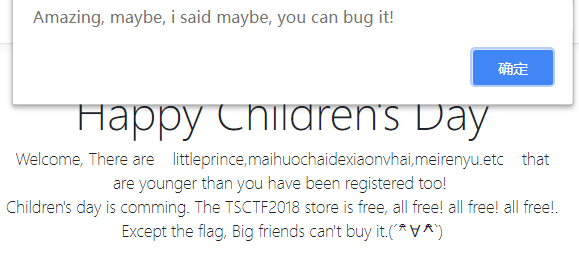 Amazing, maybe, i said maybe, you can bug it!
确定
Happy Children's Day
Welcome, There are littleprince,maihuochaidexiaonvhai,meirenyu.etc that
are younger than you have been registered too!
Children's day is comming. The TSCTF2018 store is free, all free! all free! all free!.
Except the flag, Big friends can't buy it.(´ᄎ∀ᄎ`)